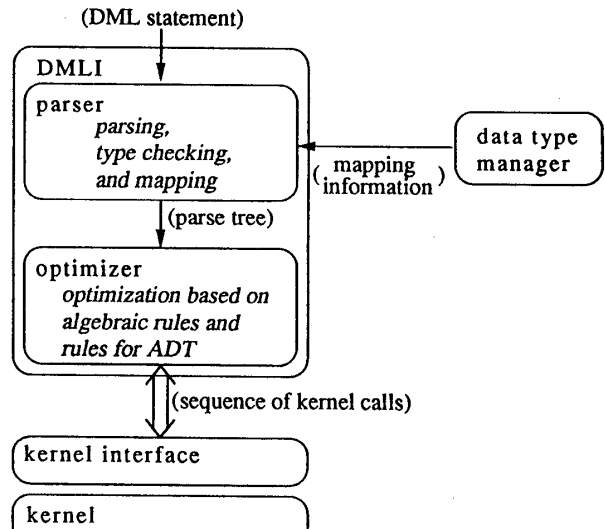 (DML statement)
DMLI
parser
parsing,
type checking,
and mapping
data type
manager
(mapping
information)
(parse tree)
optimizer
optimization based on
algebraic rules and
rules for ADT
(sequence of kernel calls)
kernel interface
kernel